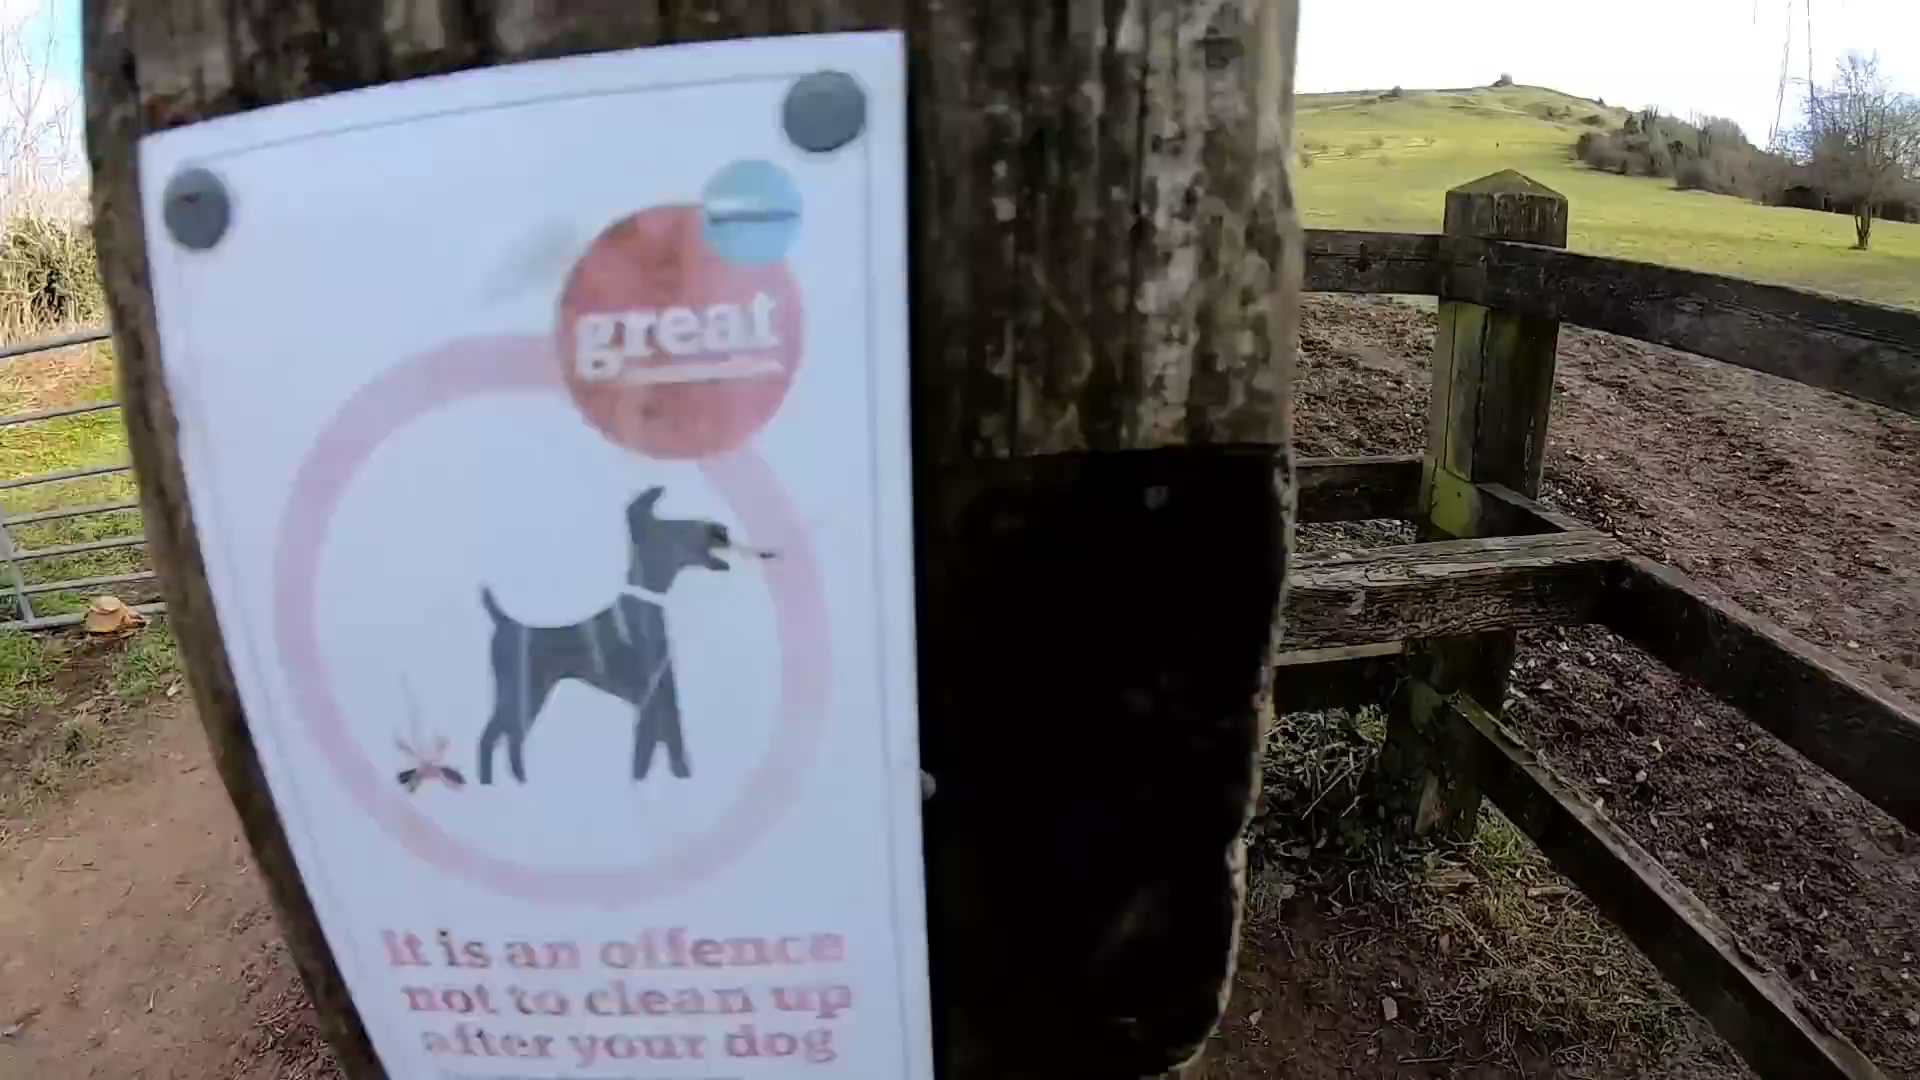 great
It is an offence
not to clean up
after your dog